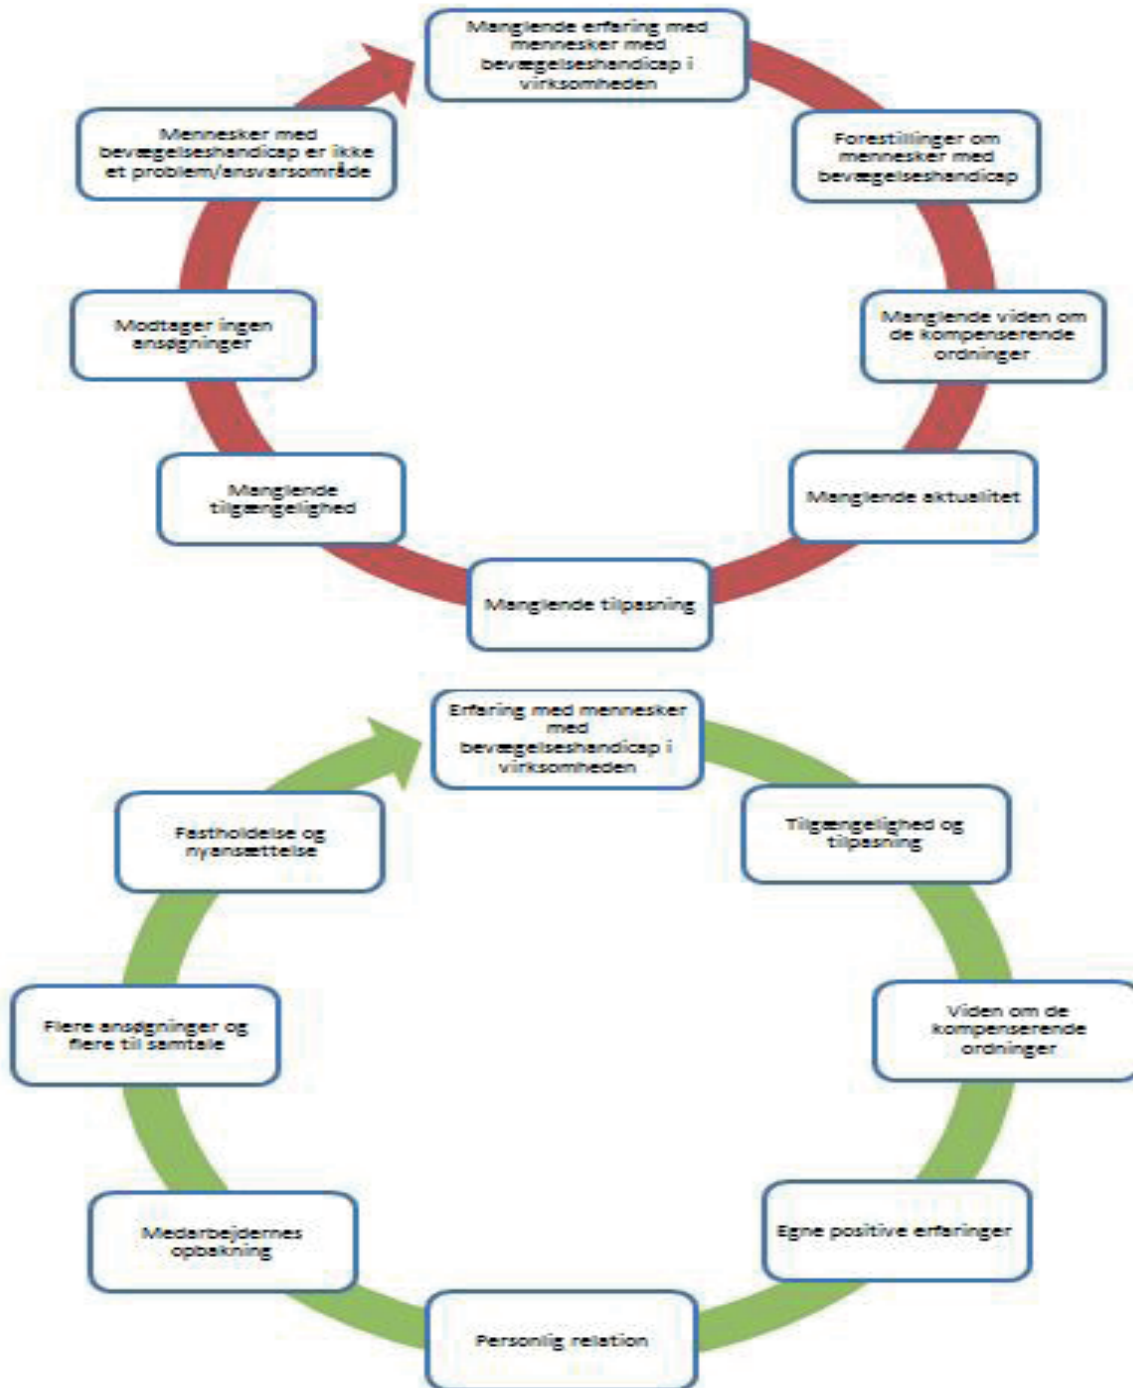 Manglende erfaring med
mennesker med
bevægelseshandicap i
virksomheden
Forestillinger om
mennesker med
bevægelseshandicap
Manglende viden om
de kompenserende
ordninger
Manglende aktualitet
Manglende tilpasning
Manglende
tilgængelighed
Modtager ingen
ansøgninger
Mennesker med
bevægelseshandicap er ikke
et problem/ansvarsområde
Erfaring med mennesker
med
bevægelseshandicap i
virksomheden
Tilgængelighed og
tilpasning
Viden om de
kompenserende
ordninger
Egne positive erfaringer
Personlig relation
Medarbejdernes
opbakning
Flere ansøgninger og
flere til samtale
Fastholdelse og
nyansættelse